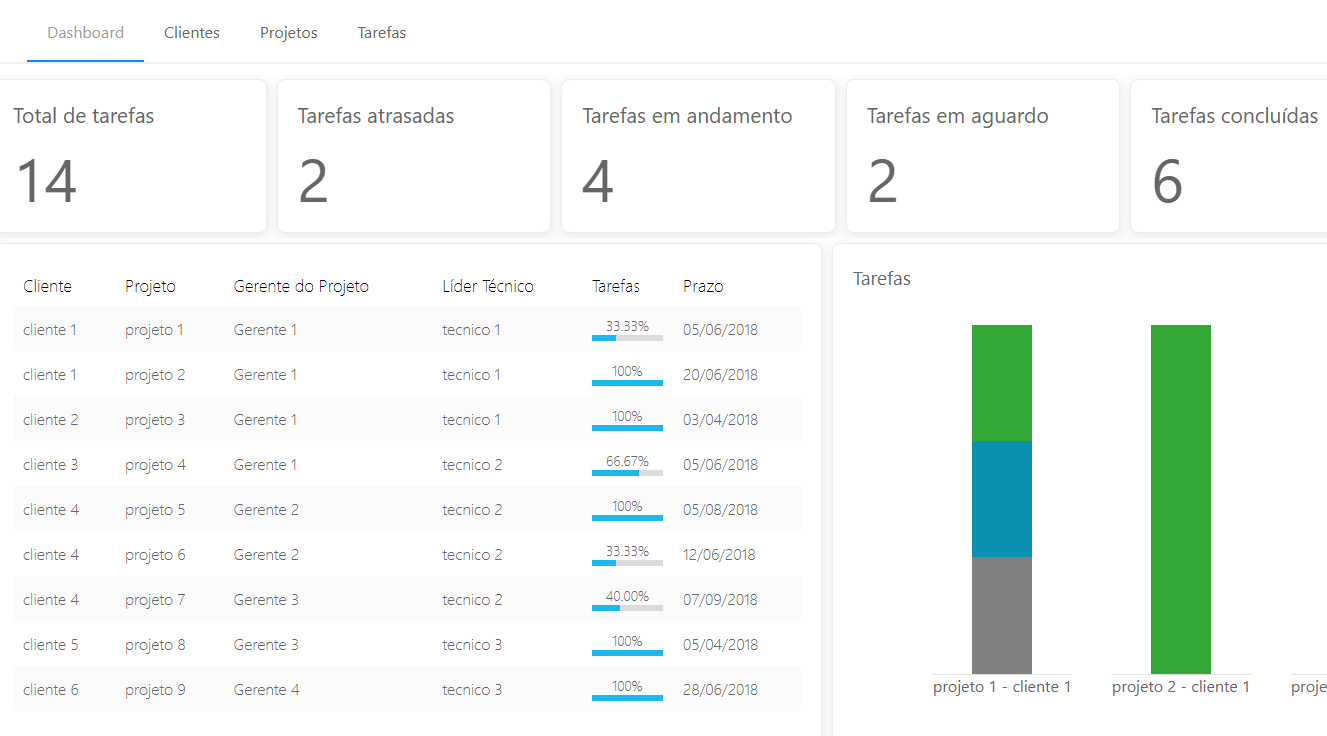 Dashboard Clientes Projetos Tarefas
Total de tarefas
14
Tarefas atrasadas
2
Tarefas em andamento
4
Tarefas em aguardo
2
Tarefas concluídas
6
Cliente Projeto Gerente do Projeto Líder Técnico Tarefas Prazo
cliente 1 projeto 1 Gerente 1 tecnico 1 33.33% 05/06/2018
cliente 1 projeto 2 Gerente 1 tecnico 1 100% 20/06/2018
cliente 2 projeto 3 Gerente 1 tecnico 1 100% 03/04/2018
cliente 3 projeto 4 Gerente 1 tecnico 2 66.67% 05/06/2018
cliente 4 projeto 5 Gerente 2 tecnico 2 100% 05/08/2018
cliente 4 projeto 6 Gerente 2 tecnico 2 33.33% 12/06/2018
cliente 4 projeto 7 Gerente 3 tecnico 2 40.00% 07/09/2018
cliente 5 projeto 8 Gerente 3 tecnico 3 100% 05/04/2018
cliente 6 projeto 9 Gerente 4 tecnico 3 100% 28/06/2018
Tarefas
projeto 1 - cliente 1 projeto 2 - cliente 1